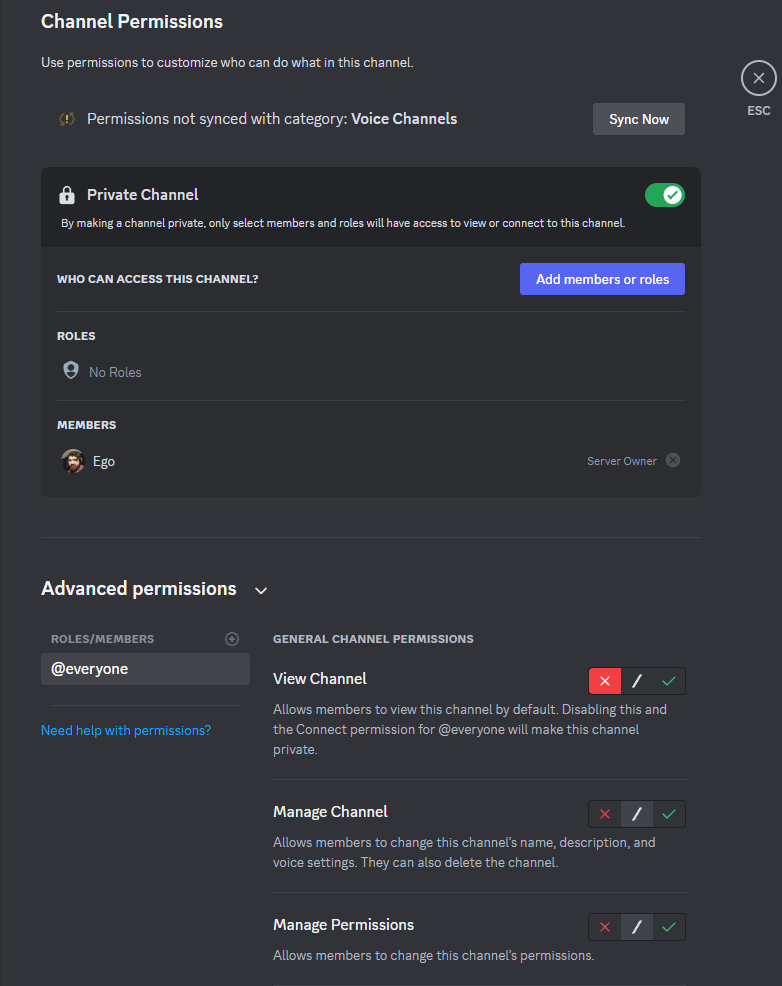 Channel Permissions
Use permissions to customize who can do what in this channel.
ESC
Permissions not synced with category: Voice Channels
Sync Now
Private Channel
By making a channel private, only select members and roles will have access to view or connect to this channel.
WHO CAN ACCESS THIS CHANNEL?
Add members or roles
ROLES
No Roles
MEMBERS
Ego
Server Owner
Advanced permissions
ROLES/MEMBERS
@everyone
Need help with permissions?
GENERAL CHANNEL PERMISSIONS
View Channel
Allows members to view this channel by default. Disabling this and
the Connect permission for @everyone will make this channel
private.
Manage Channel
Allows members to change this channel's name, description, and
voice settings. They can also delete the channel.
Manage Permissions
Allows members to change this channel's permissions.